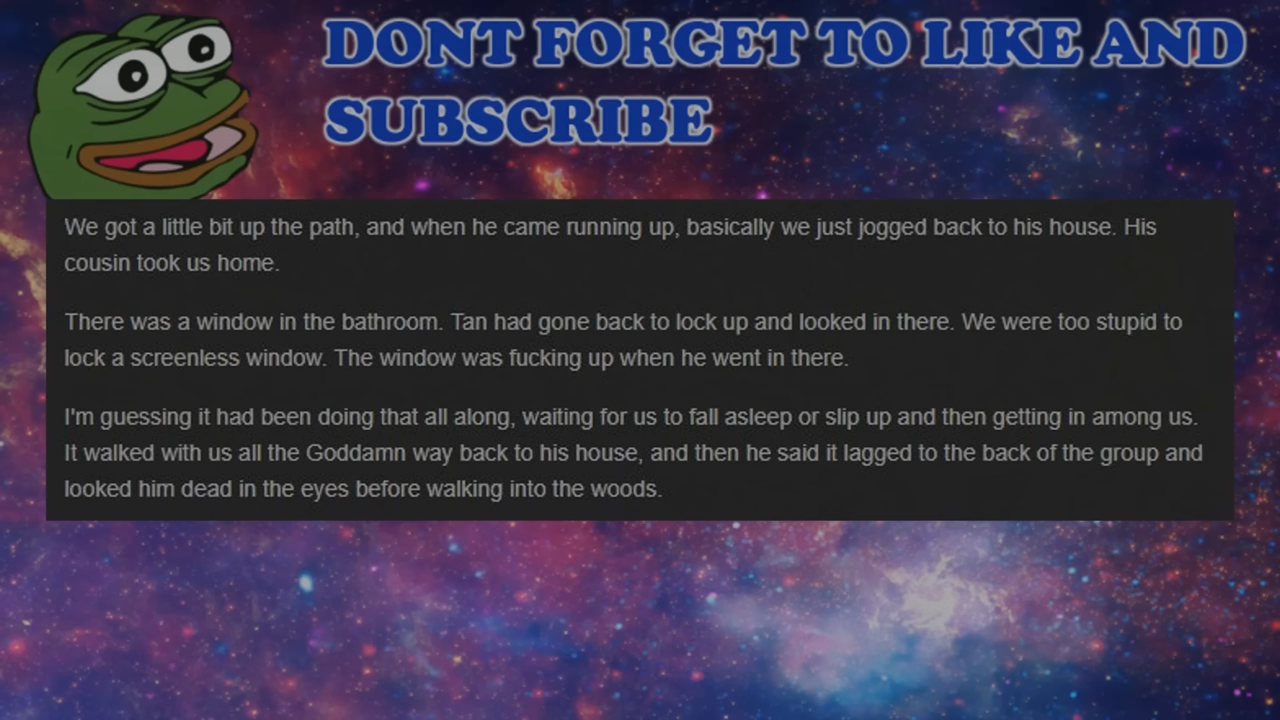 DONT FORGET TO LIKE AND
SUBSCRIBE
We got a little bit up the path, and when he came running up, basically we just jogged back to his house. His
cousin took us home.
There was a window in the bathroom. Tan had gone back to lock up and looked in there. We were too stupid to
lock a screenless window. The window was fucking up when he went in there.
I'm guessing it had been doing that all along, waiting for us to fall asleep or slip up and then getting in among us.
It walked with us all the Goddamn way back to his house, and then he said it lagged to the back of the group and
looked him dead in the eyes before walking into the woods.